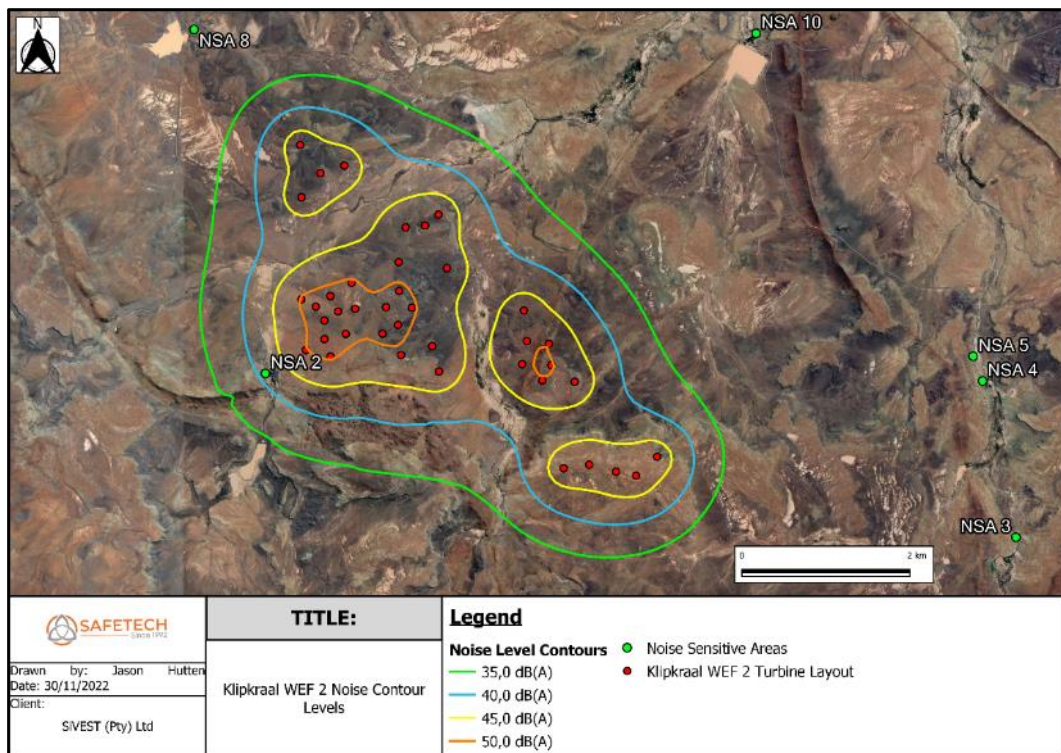 N
NSA 8
NSA 10
NSA 2
NSA 5
NSA 4
NSA 3
0 2 km
SAFETECH
Since 1992
Drawn by: Jason Hutten
Date: 30/11/2022
Client:
SiVEST (Pty) Ltd
TITLE:
Klipkraal WEF 2 Noise Contour
Levels
Legend
Noise Level Contours
35,0 dB(A)
40,0 dB(A)
45,0 dB(A)
50,0 dB(A)
Noise Sensitive Areas
Klipkraal WEF 2 Turbine Layout